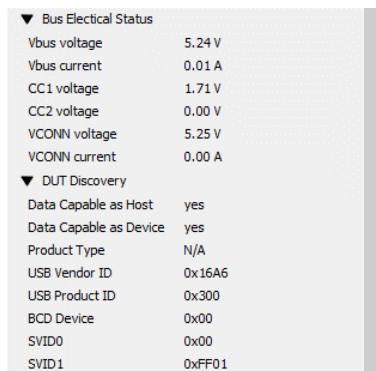 ▼ Bus Electical Status
Vbus voltage 5.24 V
Vbus current 0.01 A
CC1 voltage 1.71 V
CC2 voltage 0.00 V
VCONN voltage 5.25 V
VCONN current 0.00 A
▼ DUT Discovery
Data Capable as Host yes
Data Capable as Device yes
Product Type N/A
USB Vendor ID 0x16A6
USB Product ID 0x300
BCD Device 0x00
SVID0 0x00
SVID1 0xFF01